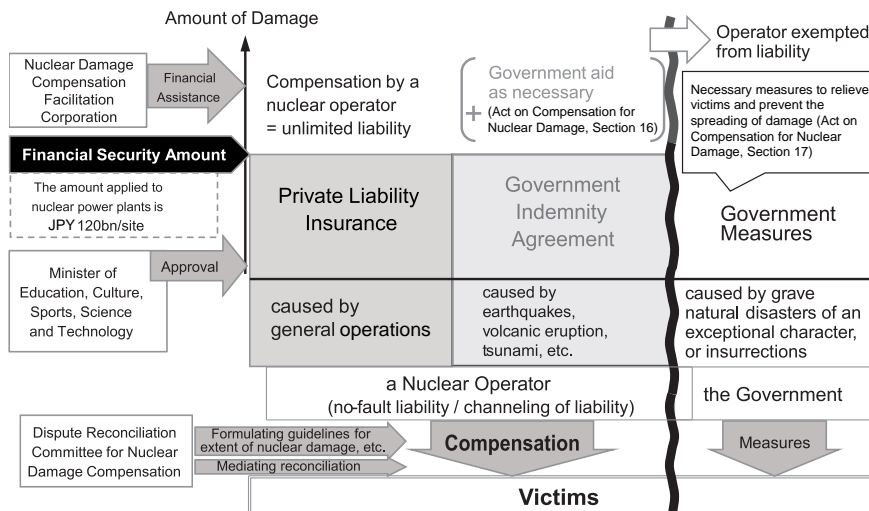 Amount of Damage
Nuclear Damage
Compensation
Facilitation
Corporation
Financial
Assistance
Compensation by a
nuclear operator
= unlimited liability
Government aid
as necessary
+ (Act on Compensation for
Nuclear Damage, Section 16)
Operator exempted
from liability
Necessary measures to relieve
victims and prevent the
spreading of damage (Act on
Compensation for Nuclear
Damage, Section 17)
Financial Security Amount
The amount applied to
nuclear power plants is
JPY 120bn/site
Private Liability
Insurance
Government
Indemnity
Agreement
Government
Measures
Minister of
Education, Culture,
Sports, Science
and Technology
Approval
caused by
general operations
caused by
earthquakes,
volcanic eruption,
tsunami, etc.
caused by grave
natural disasters of an
exceptional character,
or insurrections
a Nuclear Operator
(no-fault liability / channeling of liability)
the Government
Dispute Reconciliation
Committee for Nuclear
Damage Compensation
Formulating guidelines for
extent of nuclear damage, etc.
Mediating reconciliation
Compensation
Measures
Victims